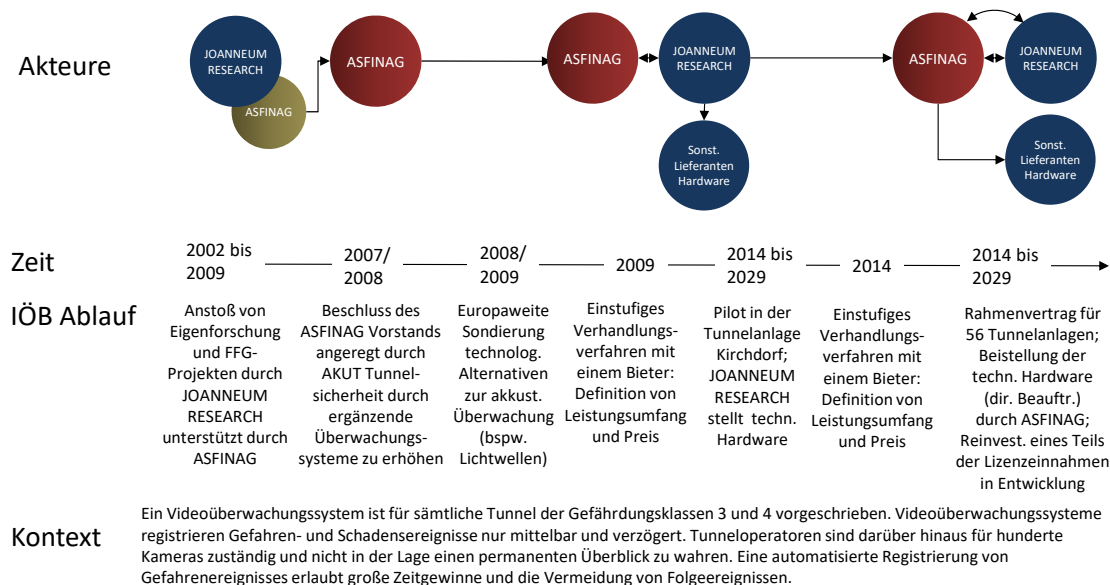 Akteure
JOANNEUM
RESEARCH
ASFINAG
ASFINAG
ASFINAG
JOANNEUM
RESEARCH
Sonst.
Lieferanten
Hardware
ASFINAG
JOANNEUM
RESEARCH
Sonst.
Lieferanten
Hardware
Zeit
2002 bis
2009
2007/
2008
2008/
2009
2009
2014 bis
2029
2014
2014 bis
2029
IÖB Ablauf
Anstoß von
Eigenforschung
und FFG-
Projekten durch
JOANNEUM
RESEARCH
unterstützt durch
ASFINAG
Beschluss des
ASFINAG Vorstands
angeregt durch
AKUT Tunnel-
sicherheit durch
ergänzende
Überwachungs-
systeme zu erhöhen
Europaweite
Sondierung
technolog.
Alternativen
zur akkust.
Überwachung
(bspw.
Lichtwellen)
Einstufiges
Verhandlungs-
verfahren mit
einem Bieter:
Definition von
Leistungsumfang
und Preis
Pilot in der
Tunnelanlage
Kirchdorf;
JOANNEUM
RESEARCH
stellt techn.
Hardware
Einstufiges
Verhandlungs-
verfahren mit
einem Bieter:
Definition von
Leistungsumfang
und Preis
Rahmenvertrag für
56 Tunnelanlagen;
Beistellung der
techn. Hardware
(dir. Beauftr.)
durch ASFINAG;
Reinvest. eines Teils
der Lizenzeinnahmen
in Entwicklung
Kontext
Ein Videoüberwachungssystem ist für sämtliche Tunnel der Gefährdungsklassen 3 und 4 vorgeschrieben. Videoüberwachungssysteme
registrieren Gefahren- und Schadensereignisse nur mittelbar und verzögert. Tunneloperatoren sind darüber hinaus für hunderte
Kameras zuständig und nicht in der Lage einen permanenten Überblick zu wahren. Eine automatisierte Registrierung von
Gefahrenereignisses erlaubt große Zeitgewinne und die Vermeidung von Folgeereignissen.